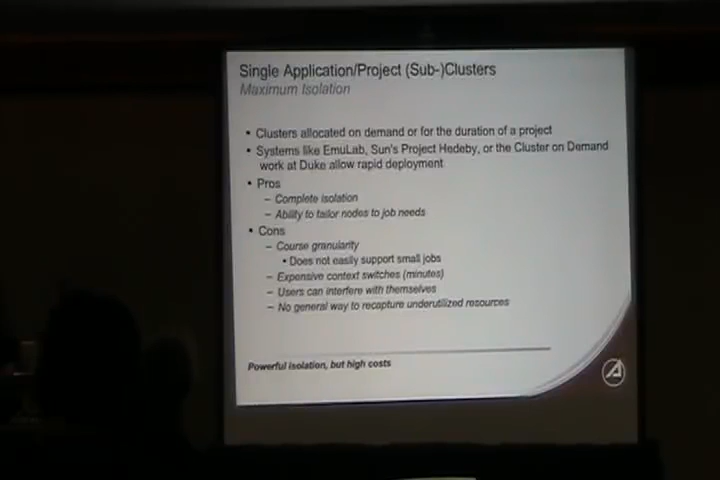 Single Application/Project (Sub-)Clusters
Maximum Isolation
• Clusters allocated on demand or for the duration of a project
• Systems like EmuLab, Sun's Project Hedeby, or the Cluster on Demand
work at Duke allow rapid deployment
• Pros
– Complete isolation
– Ability to tailor nodes to job needs
• Cons
– Course granularity
• Does not easily support small jobs
– Expensive context switches (minutes)
– Users can interfere with themselves
– No general way to recapture underutilized resources
Powerful isolation, but high costs